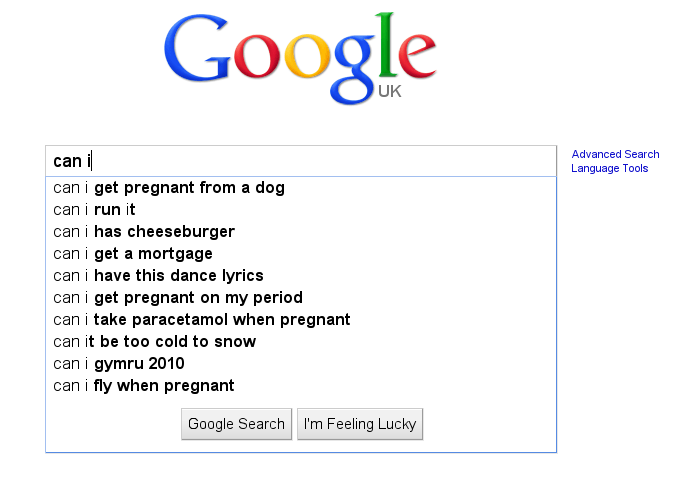 Google
UK
can i
Advanced Search
Language Tools
can i get pregnant from a dog
can i run it
can i has cheeseburger
can i get a mortgage
can i have this dance lyrics
can i get pregnant on my period
can i take paracetamol when pregnant
can it be too cold to snow
can i gymru 2010
can i fly when pregnant
Google Search
I'm Feeling Lucky